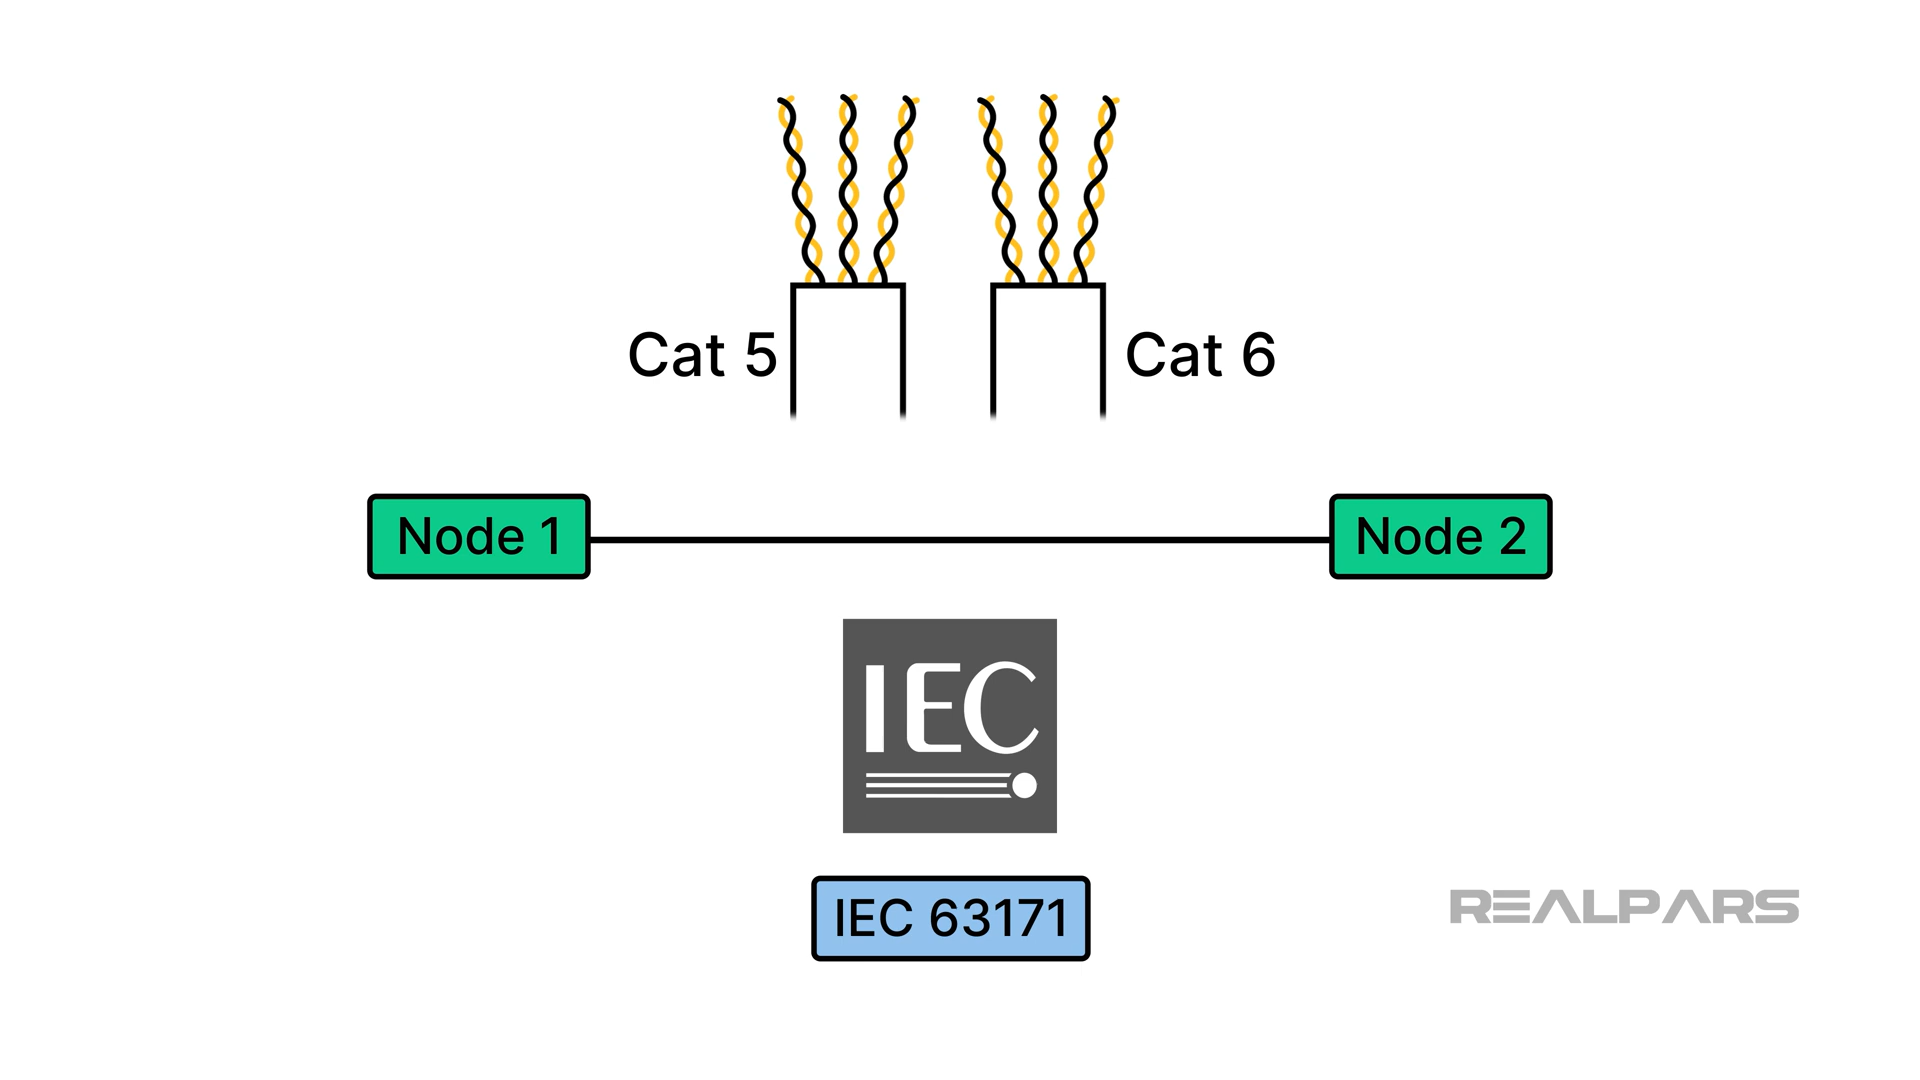 Cat 5
Cat 6
Node 1
Node 2
IEC
IEC 63171
REALPARS